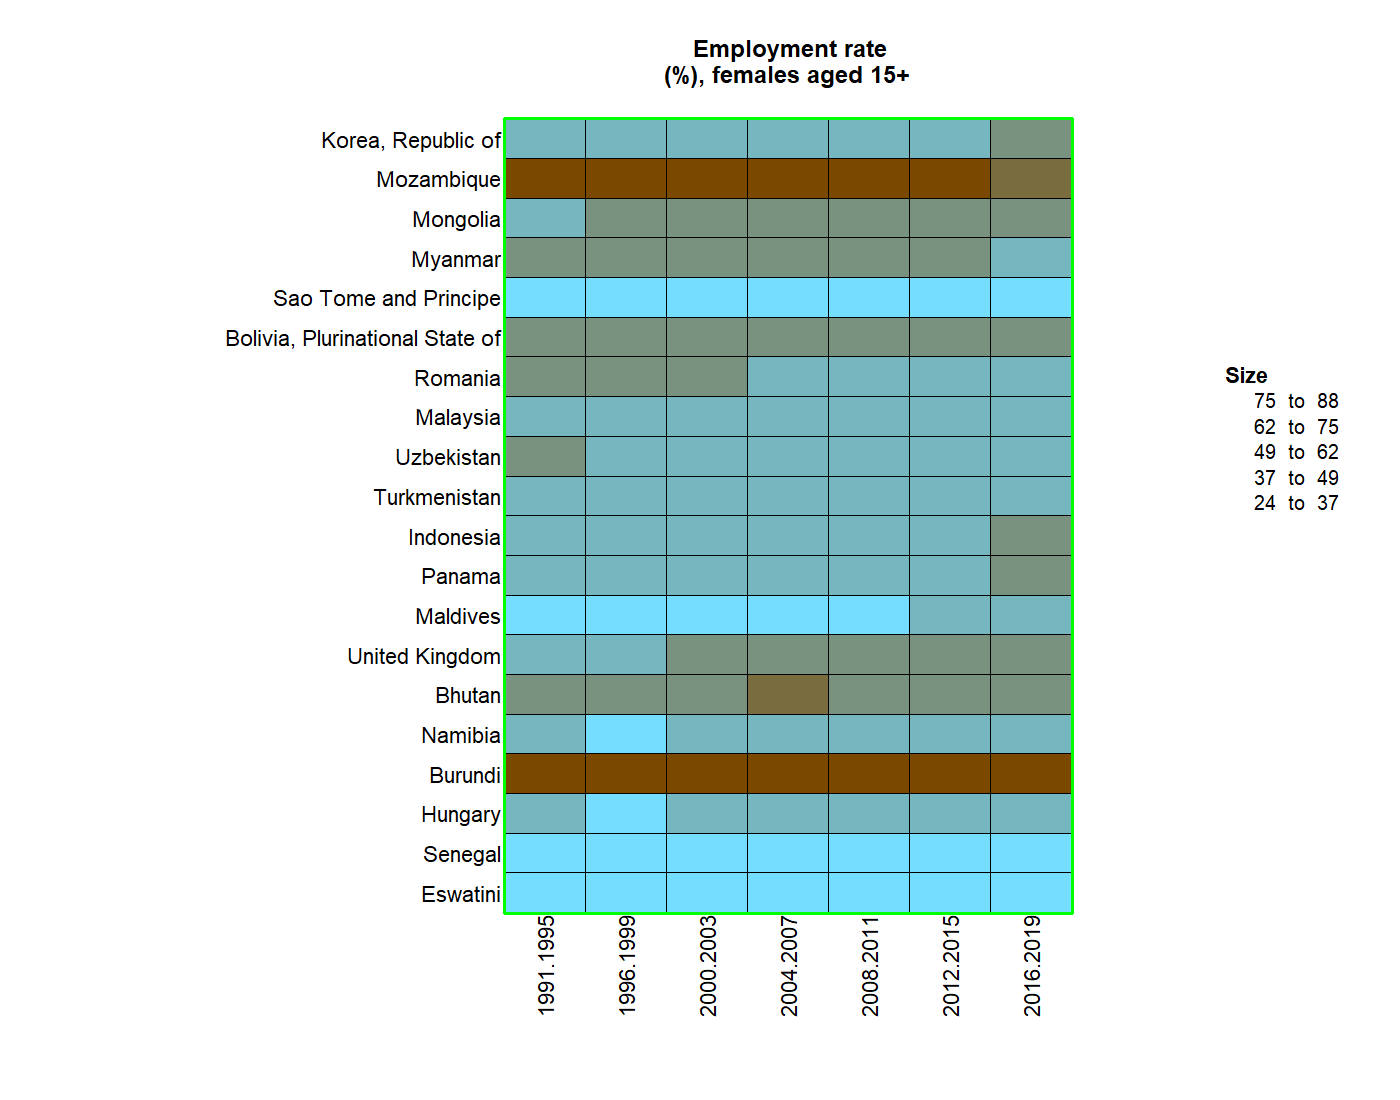 Employment rate
(%), females aged 15+
Korea, Republic of
Mozambique
Mongolia
Myanmar
Sao Tome and Principe
Bolivia, Plurinational State of
Romania
Malaysia
Uzbekistan
Turkmenistan
Indonesia
Panama
Maldives
United Kingdom
Bhutan
Namibia
Burundi
Hungary
Senegal
Eswatini
1991.1995
1996.1999
2000.2003
2004.2007
2008.2011
2012.2015
2016.2019
Size
75 to 88
62 to 75
49 to 62
37 to 49
24 to 37